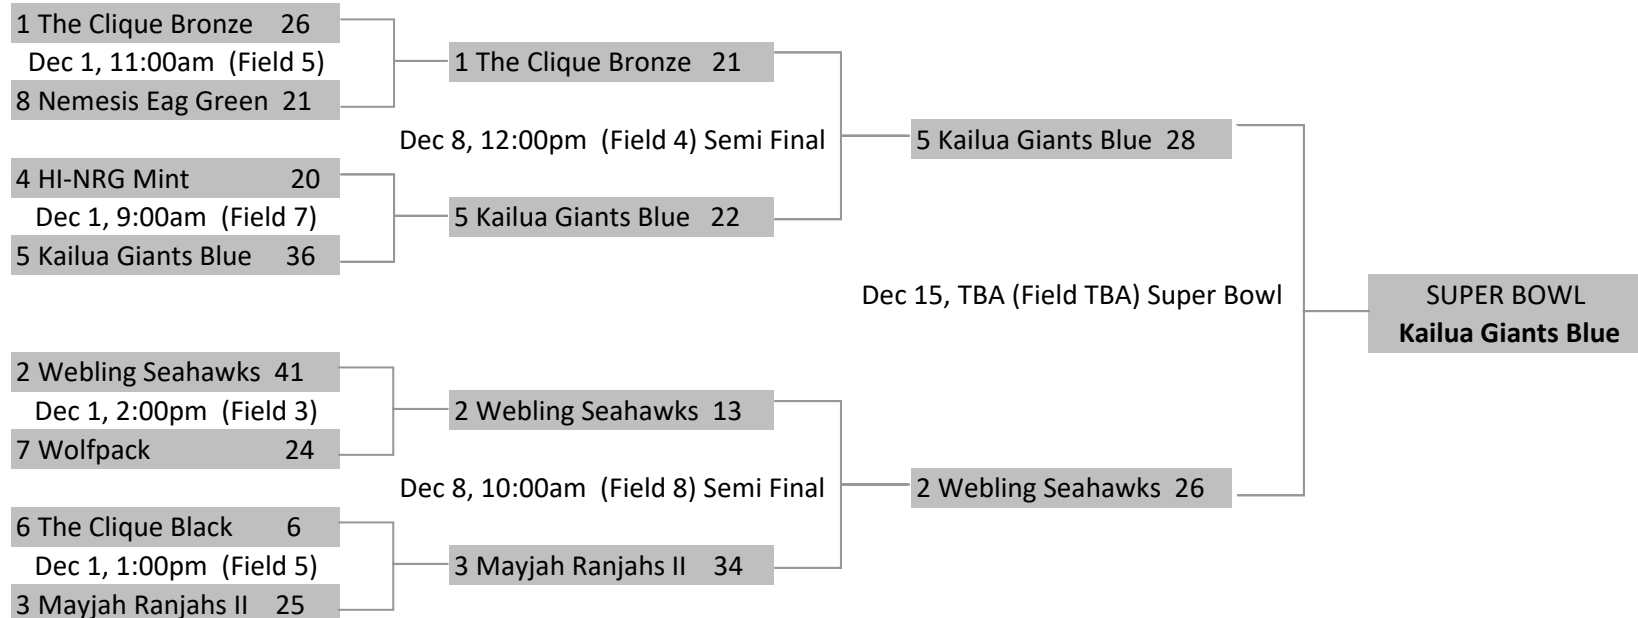 1 The Clique Bronze 26
Dec 1, 11:00am (Field 5)
8 Nemesis Eag Green 21
4 HI-NRG Mint 20
Dec 1, 9:00am (Field 7)
5 Kailua Giants Blue 36
2 Webling Seahawks 41
Dec 1, 2:00pm (Field 3)
7 Wolfpack 24
6 The Clique Black 6
Dec 1, 1:00pm (Field 5)
3 Mayjah Ranjahs II 25
1 The Clique Bronze 21
Dec 8, 12:00pm (Field 4) Semi Final
5 Kailua Giants Blue 22
2 Webling Seahawks 13
Dec 8, 10:00am (Field 8) Semi Final
3 Mayjah Ranjahs II 34
5 Kailua Giants Blue 28
Dec 15, TBA (Field TBA) Super Bowl
2 Webling Seahawks 26
SUPER BOWL
Kailua Giants Blue